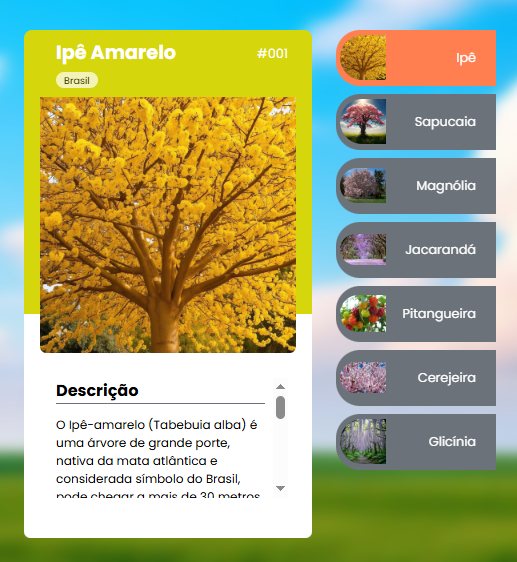 Ipê Amarelo
#001
Brasil
Descrição
O Ipê-amarelo (Tabebuia alba) é
uma árvore de grande porte,
nativa da mata atlântica e
considerada símbolo do Brasil,
pode chegar a mais de 30 metros
Ipê
Sapucaia
Magnólia
Jacarandá
Pitangueira
Cerejeira
Glicínia